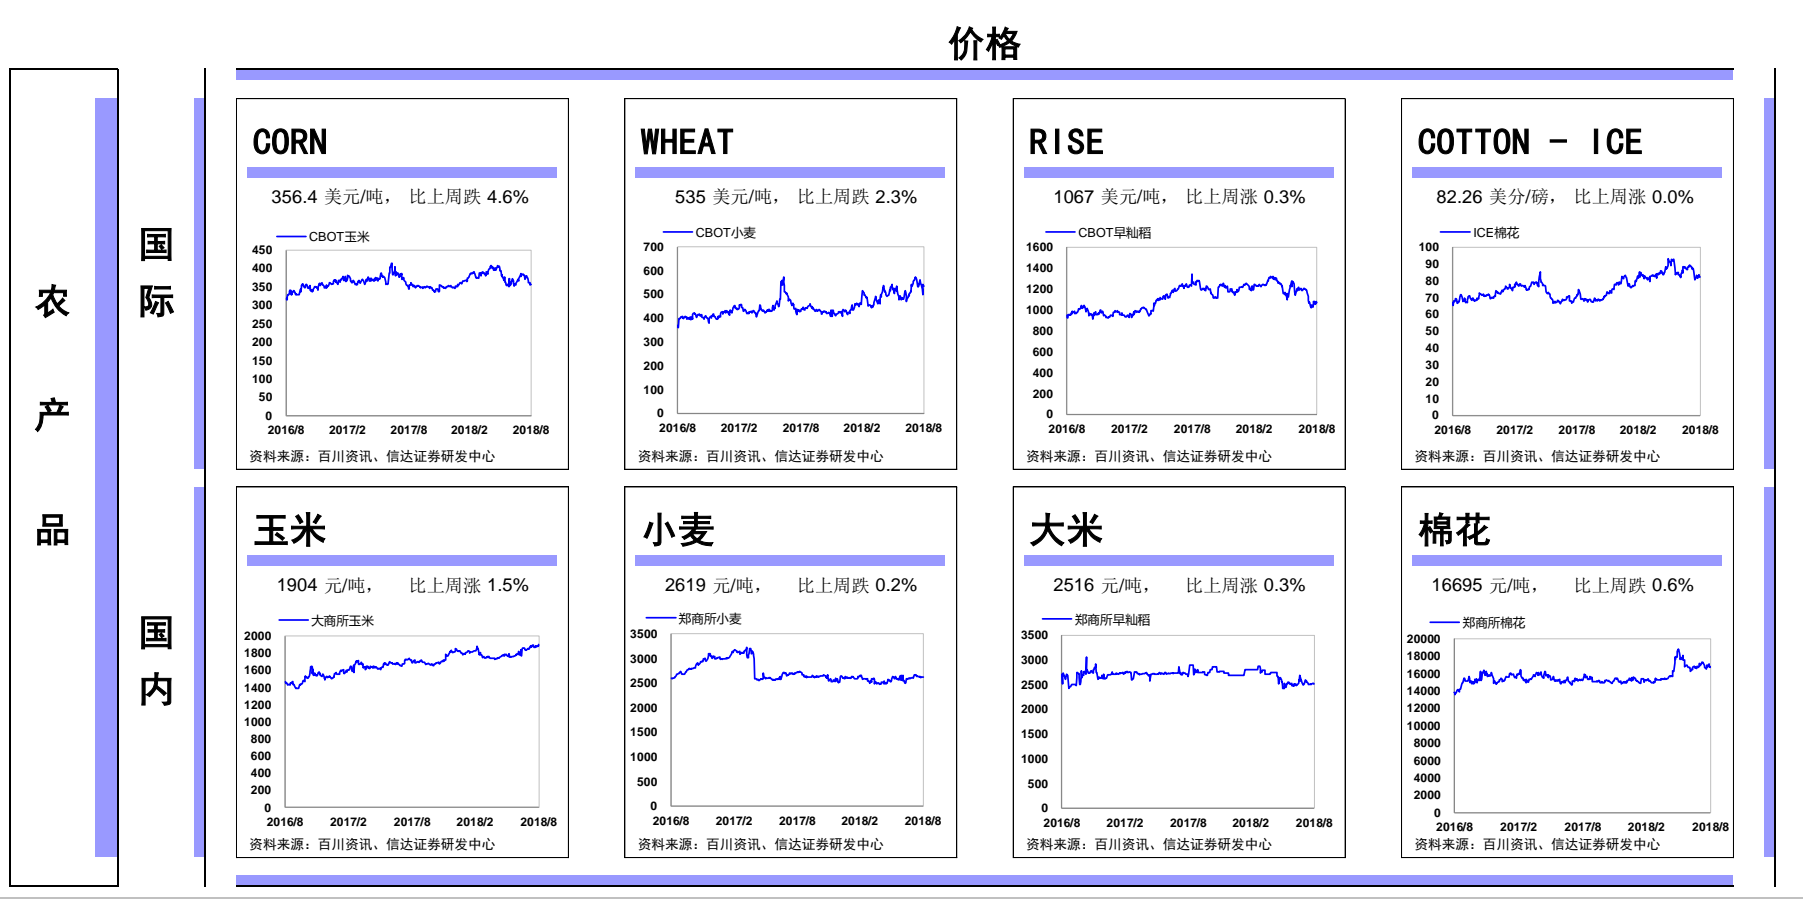 价格
农
产
品
国
际
CORN
356.4 美元/吨， 比上周跌 4.6%
CBOT玉米
450
400
350
300
250
200
150
100
50
0
2016/8 2017/2 2017/8 2018/2 2018/8
资料来源：百川资讯、信达证券研发中心
WHEAT
535 美元/吨， 比上周跌 2.3%
CBOT小麦
700
600
500
400
300
200
100
0
2016/8 2017/2 2017/8 2018/2 2018/8
资料来源：百川资讯、信达证券研发中心
RISE
1067 美元/吨， 比上周涨 0.3%
CBOT早籼稻
1600
1400
1200
1000
800
600
400
200
0
2016/8 2017/2 2017/8 2018/2 2018/8
资料来源：百川资讯、信达证券研发中心
COTTON - ICE
82.26 美分/磅， 比上周涨 0.0%
ICE棉花
100
90
80
70
60
50
40
30
20
10
0
2016/8 2017/2 2017/8 2018/2 2018/8
资料来源：百川资讯、信达证券研发中心
国
内
玉米
1904 元/吨， 比上周涨 1.5%
大商所玉米
2000
1800
1600
1400
1200
1000
800
600
400
200
0
2016/8 2017/2 2017/8 2018/2 2018/8
资料来源：百川资讯、信达证券研发中心
小麦
2619 元/吨， 比上周跌 0.2%
郑商所小麦
3500
3000
2500
2000
1500
1000
500
0
2016/8 2017/2 2017/8 2018/2 2018/8
资料来源：百川资讯、信达证券研发中心
大米
2516 元/吨， 比上周涨 0.3%
郑商所早籼稻
3500
3000
2500
2000
1500
1000
500
0
2016/8 2017/2 2017/8 2018/2 2018/8
资料来源：百川资讯、信达证券研发中心
棉花
16695 元/吨， 比上周跌 0.6%
郑商所棉花
20000
18000
16000
14000
12000
10000
8000
6000
4000
2000
0
2016/8 2017/2 2017/8 2018/2 2018/8
资料来源：百川资讯、信达证券研发中心